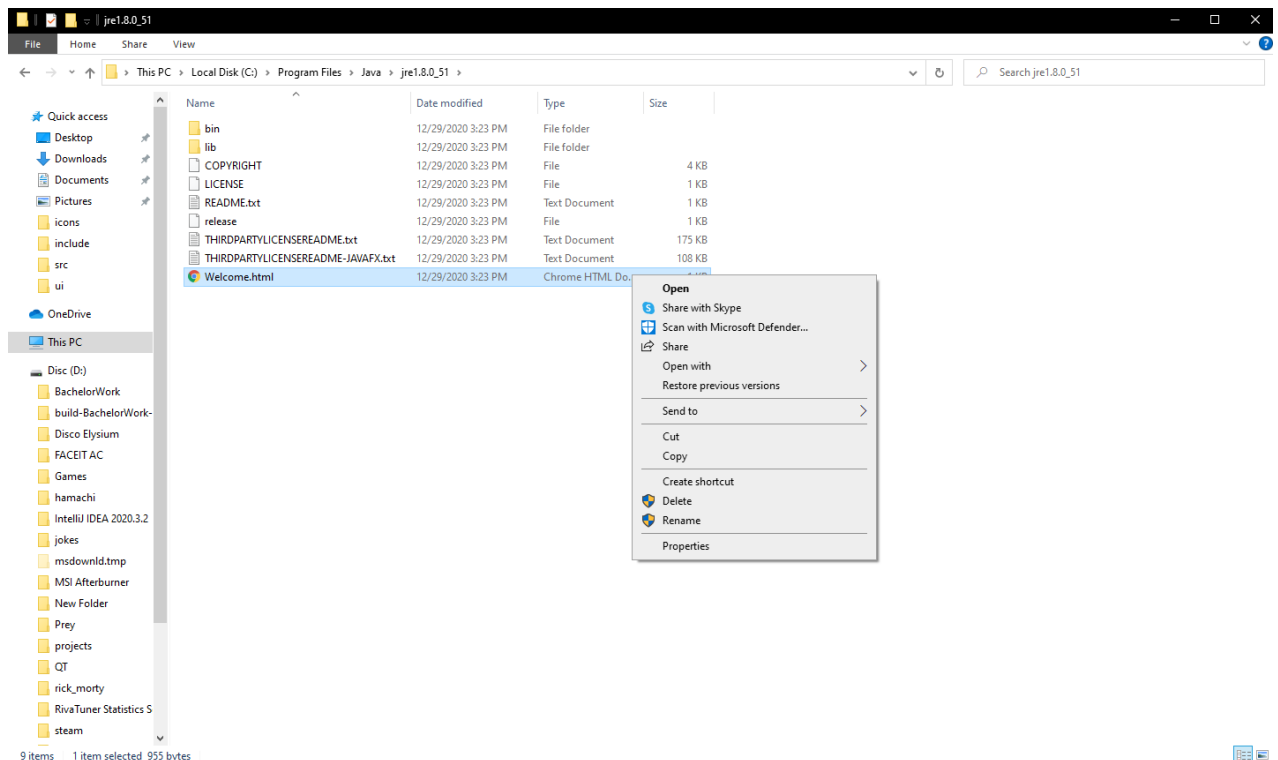 jre1.8.0_51
File Home Share View
This PC Local Disk (C:) Program Files Java jre1.8.0_51
Search jre1.8.0_51
Name Date modified Type Size
bin 12/29/2020 3:23 PM File folder
lib 12/29/2020 3:23 PM File folder
COPYRIGHT 12/29/2020 3:23 PM File 4 KB
LICENSE 12/29/2020 3:23 PM File 1 KB
README.txt 12/29/2020 3:23 PM Text Document 1 KB
release 12/29/2020 3:23 PM File 1 KB
THIRDPARTYLICENSEREADME.txt 12/29/2020 3:23 PM Text Document 175 KB
THIRDPARTYLICENSEREADME-JAVAFX.txt 12/29/2020 3:23 PM Text Document 108 KB
Welcome.html 12/29/2020 3:23 PM Chrome HTML Do...
Quick access
Desktop
Downloads
Documents
Pictures
icons
include
src
ui
OneDrive
This PC
Disc (D:)
BachelorWork
build-BachelorWork-
Disco Elysium
FACEIT AC
Games
hamachi
IntelliJ IDEA 2020.3.2
jokes
msdownld.tmp
MSI Afterburner
New Folder
Prey
projects
QT
rick_morty
RivaTuner Statistics S
steam
Open
Share with Skype
Scan with Microsoft Defender...
Share
Open with
Restore previous versions
Send to
Cut
Copy
Create shortcut
Delete
Rename
Properties
9 items 1 item selected 955 bytes